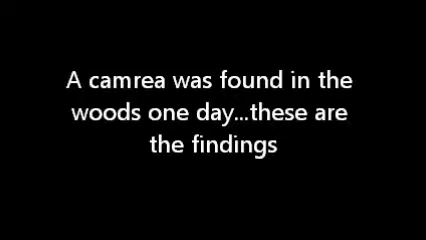 A camrea was found in the
woods one day...these are
the findings